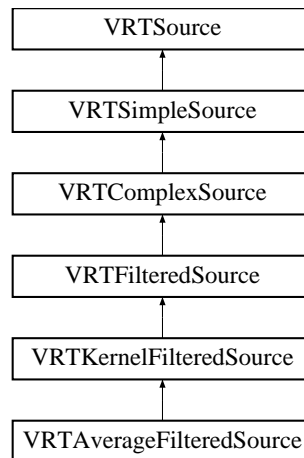 VRTSource
VRTSimpleSource
VRTComplexSource
VRTFilteredSource
VRTKernelFilteredSource
VRTAverageFilteredSource